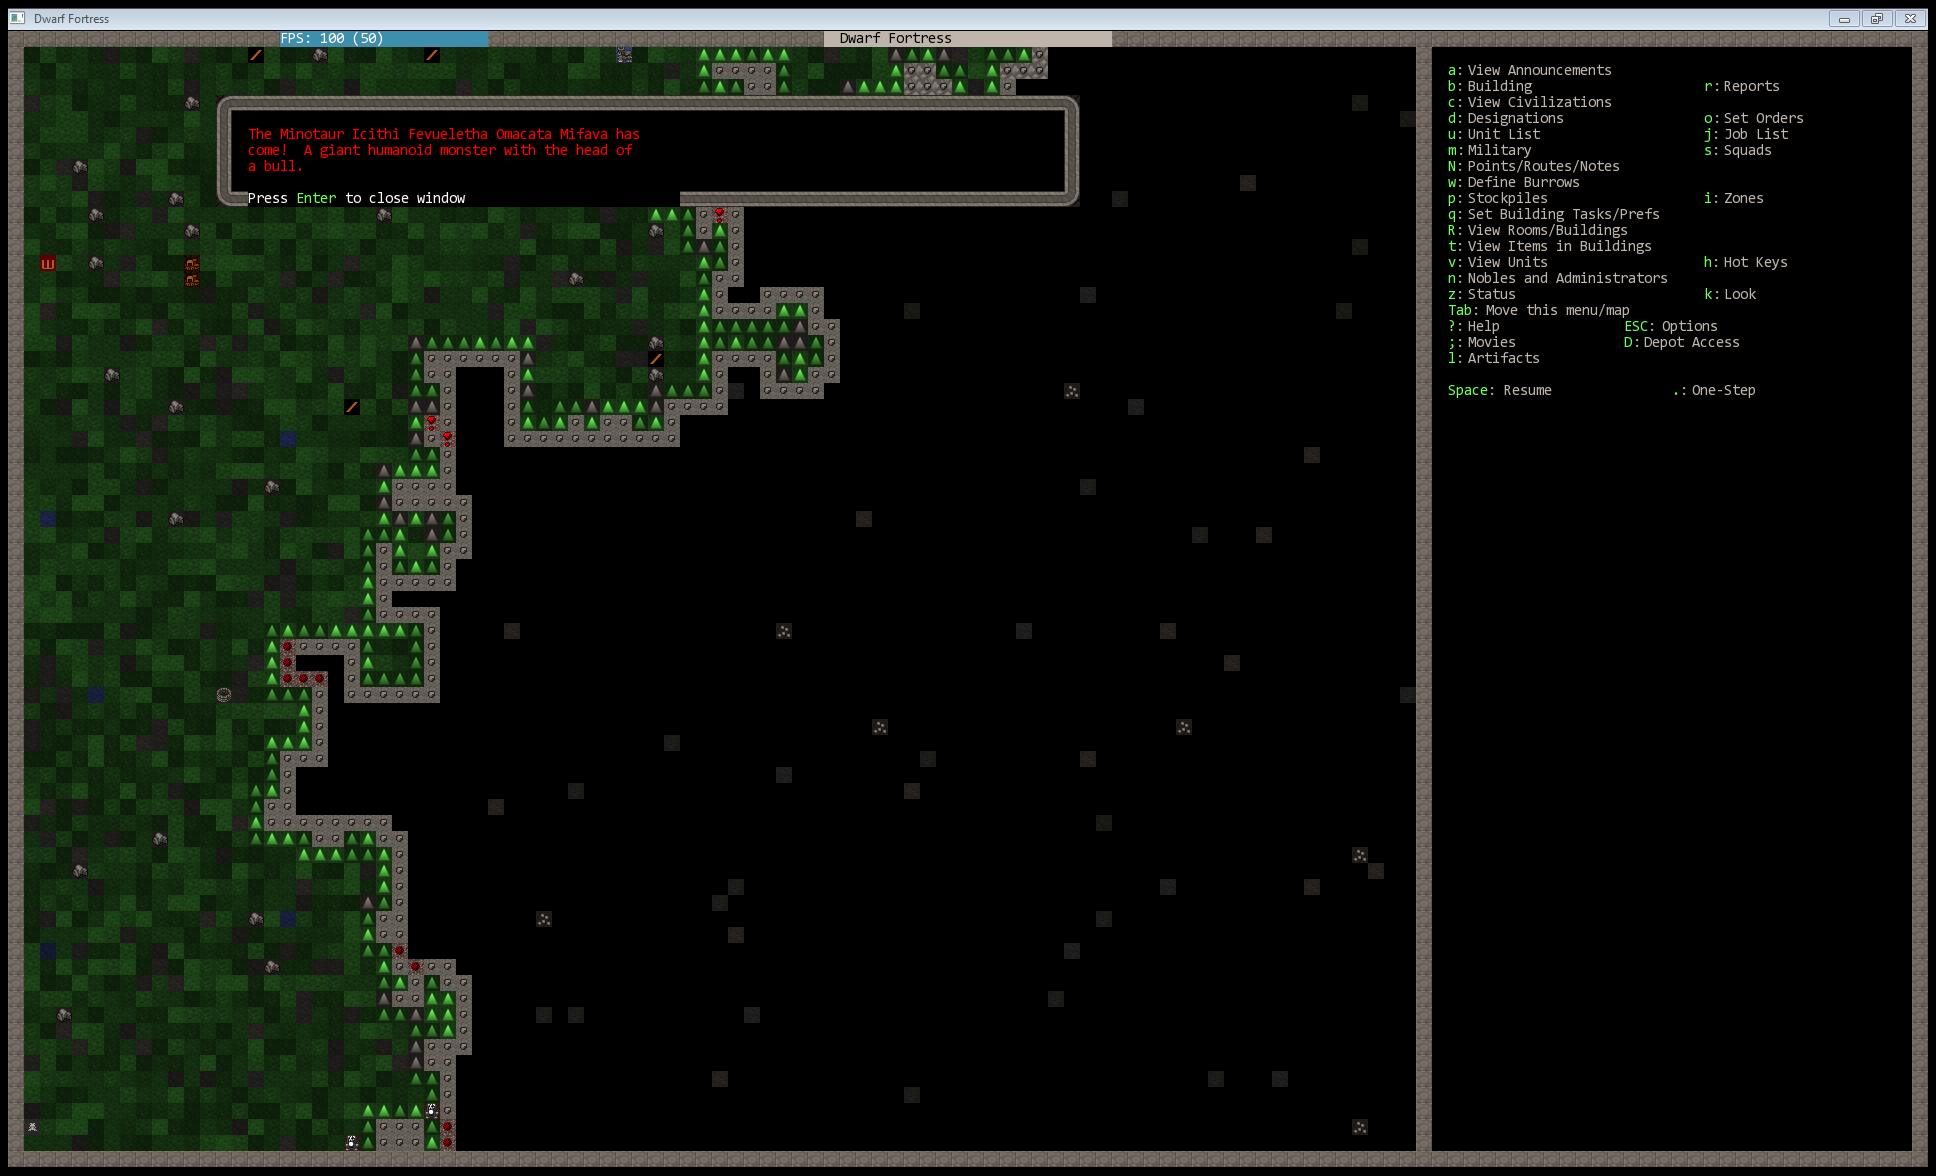 Dwarf Fortress
FPS: 100 (50)
Dwarf Fortress
The Minotaur Icithi Fevueletha Omacata Mifava has
come!  A giant humanoid monster with the head of
a bull.
Press Enter to close window
a: View Announcements
b: Building r: Reports
c: View Civilizations
d: Designations o: Set Orders
u: Unit List j: Job List
m: Military s: Squads
N: Points/Routes/Notes
w: Define Burrows
p: Stockpiles i: Zones
q: Set Building Tasks/Prefs
R: View Rooms/Buildings
t: View Items in Buildings
v: View Units h: Hot Keys
n: Nobles and Administrators
z: Status k: Look
Tab: Move this menu/map
?: Help ESC: Options
;: Movies D: Depot Access
l: Artifacts
Space: Resume .: One-Step